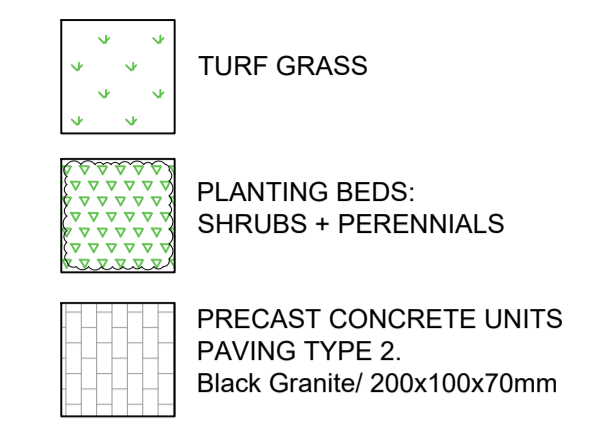 TURF GRASS
PLANTING BEDS:
SHRUBS + PERENNIALS
PRECAST CONCRETE UNITS
PAVING TYPE 2.
Black Granite/ 200x100x70mm